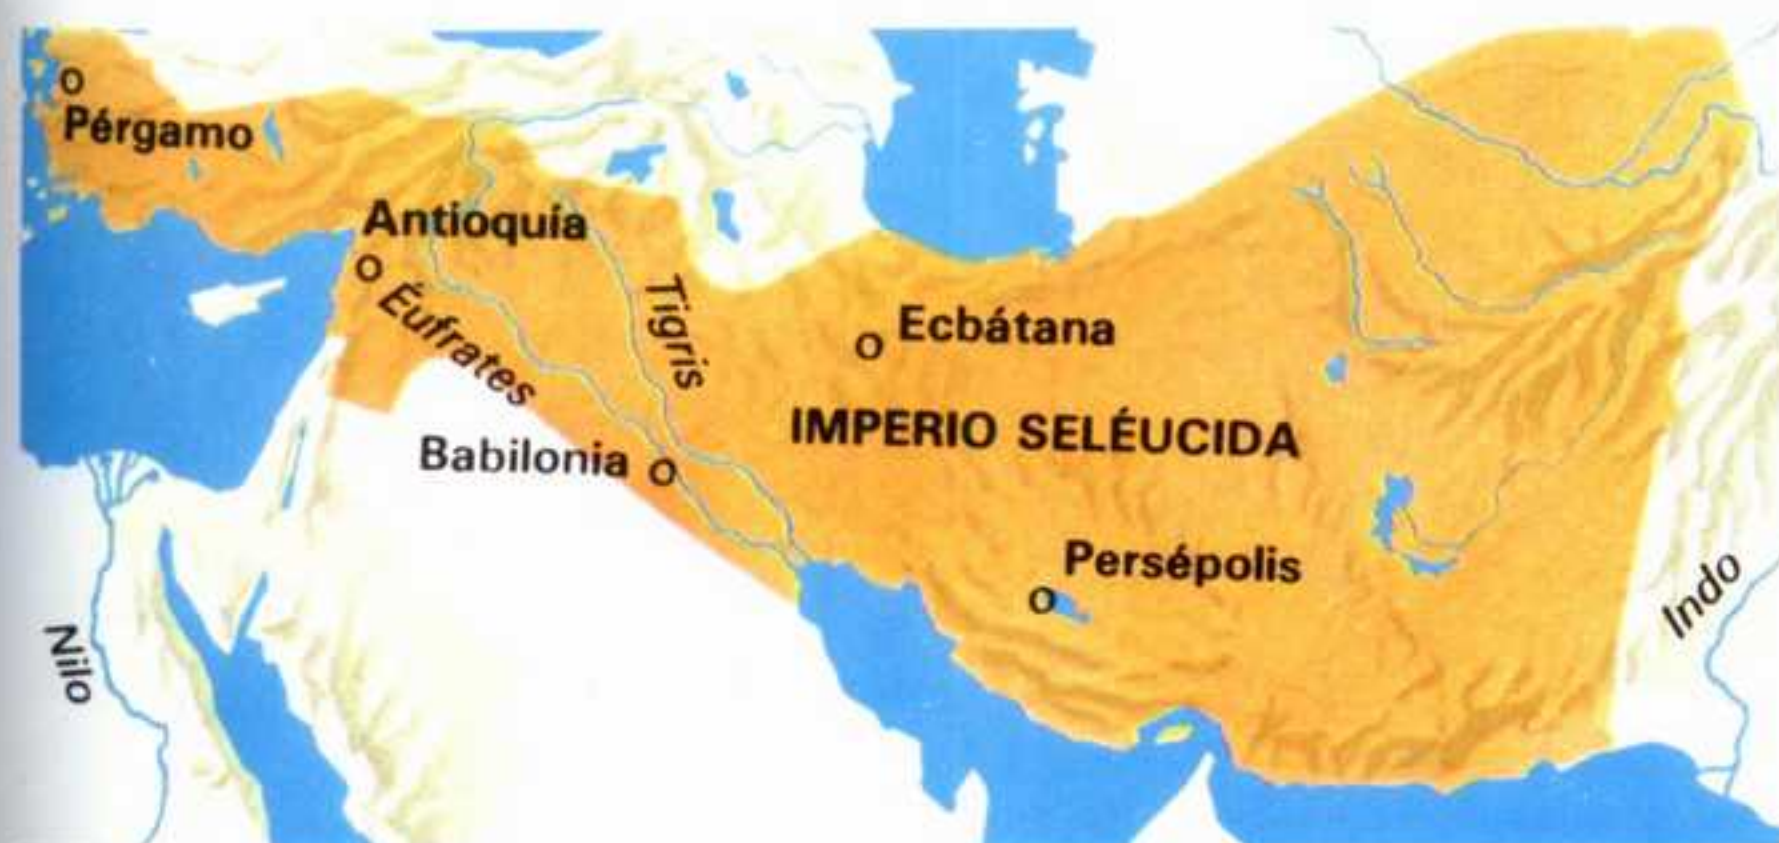 Pérgamo
Antioquía
Éufrates
Tigris
Ecbátana
IMPERIO SELÉUCIDA
Babilonia
Persépolis
Nilo
Indo